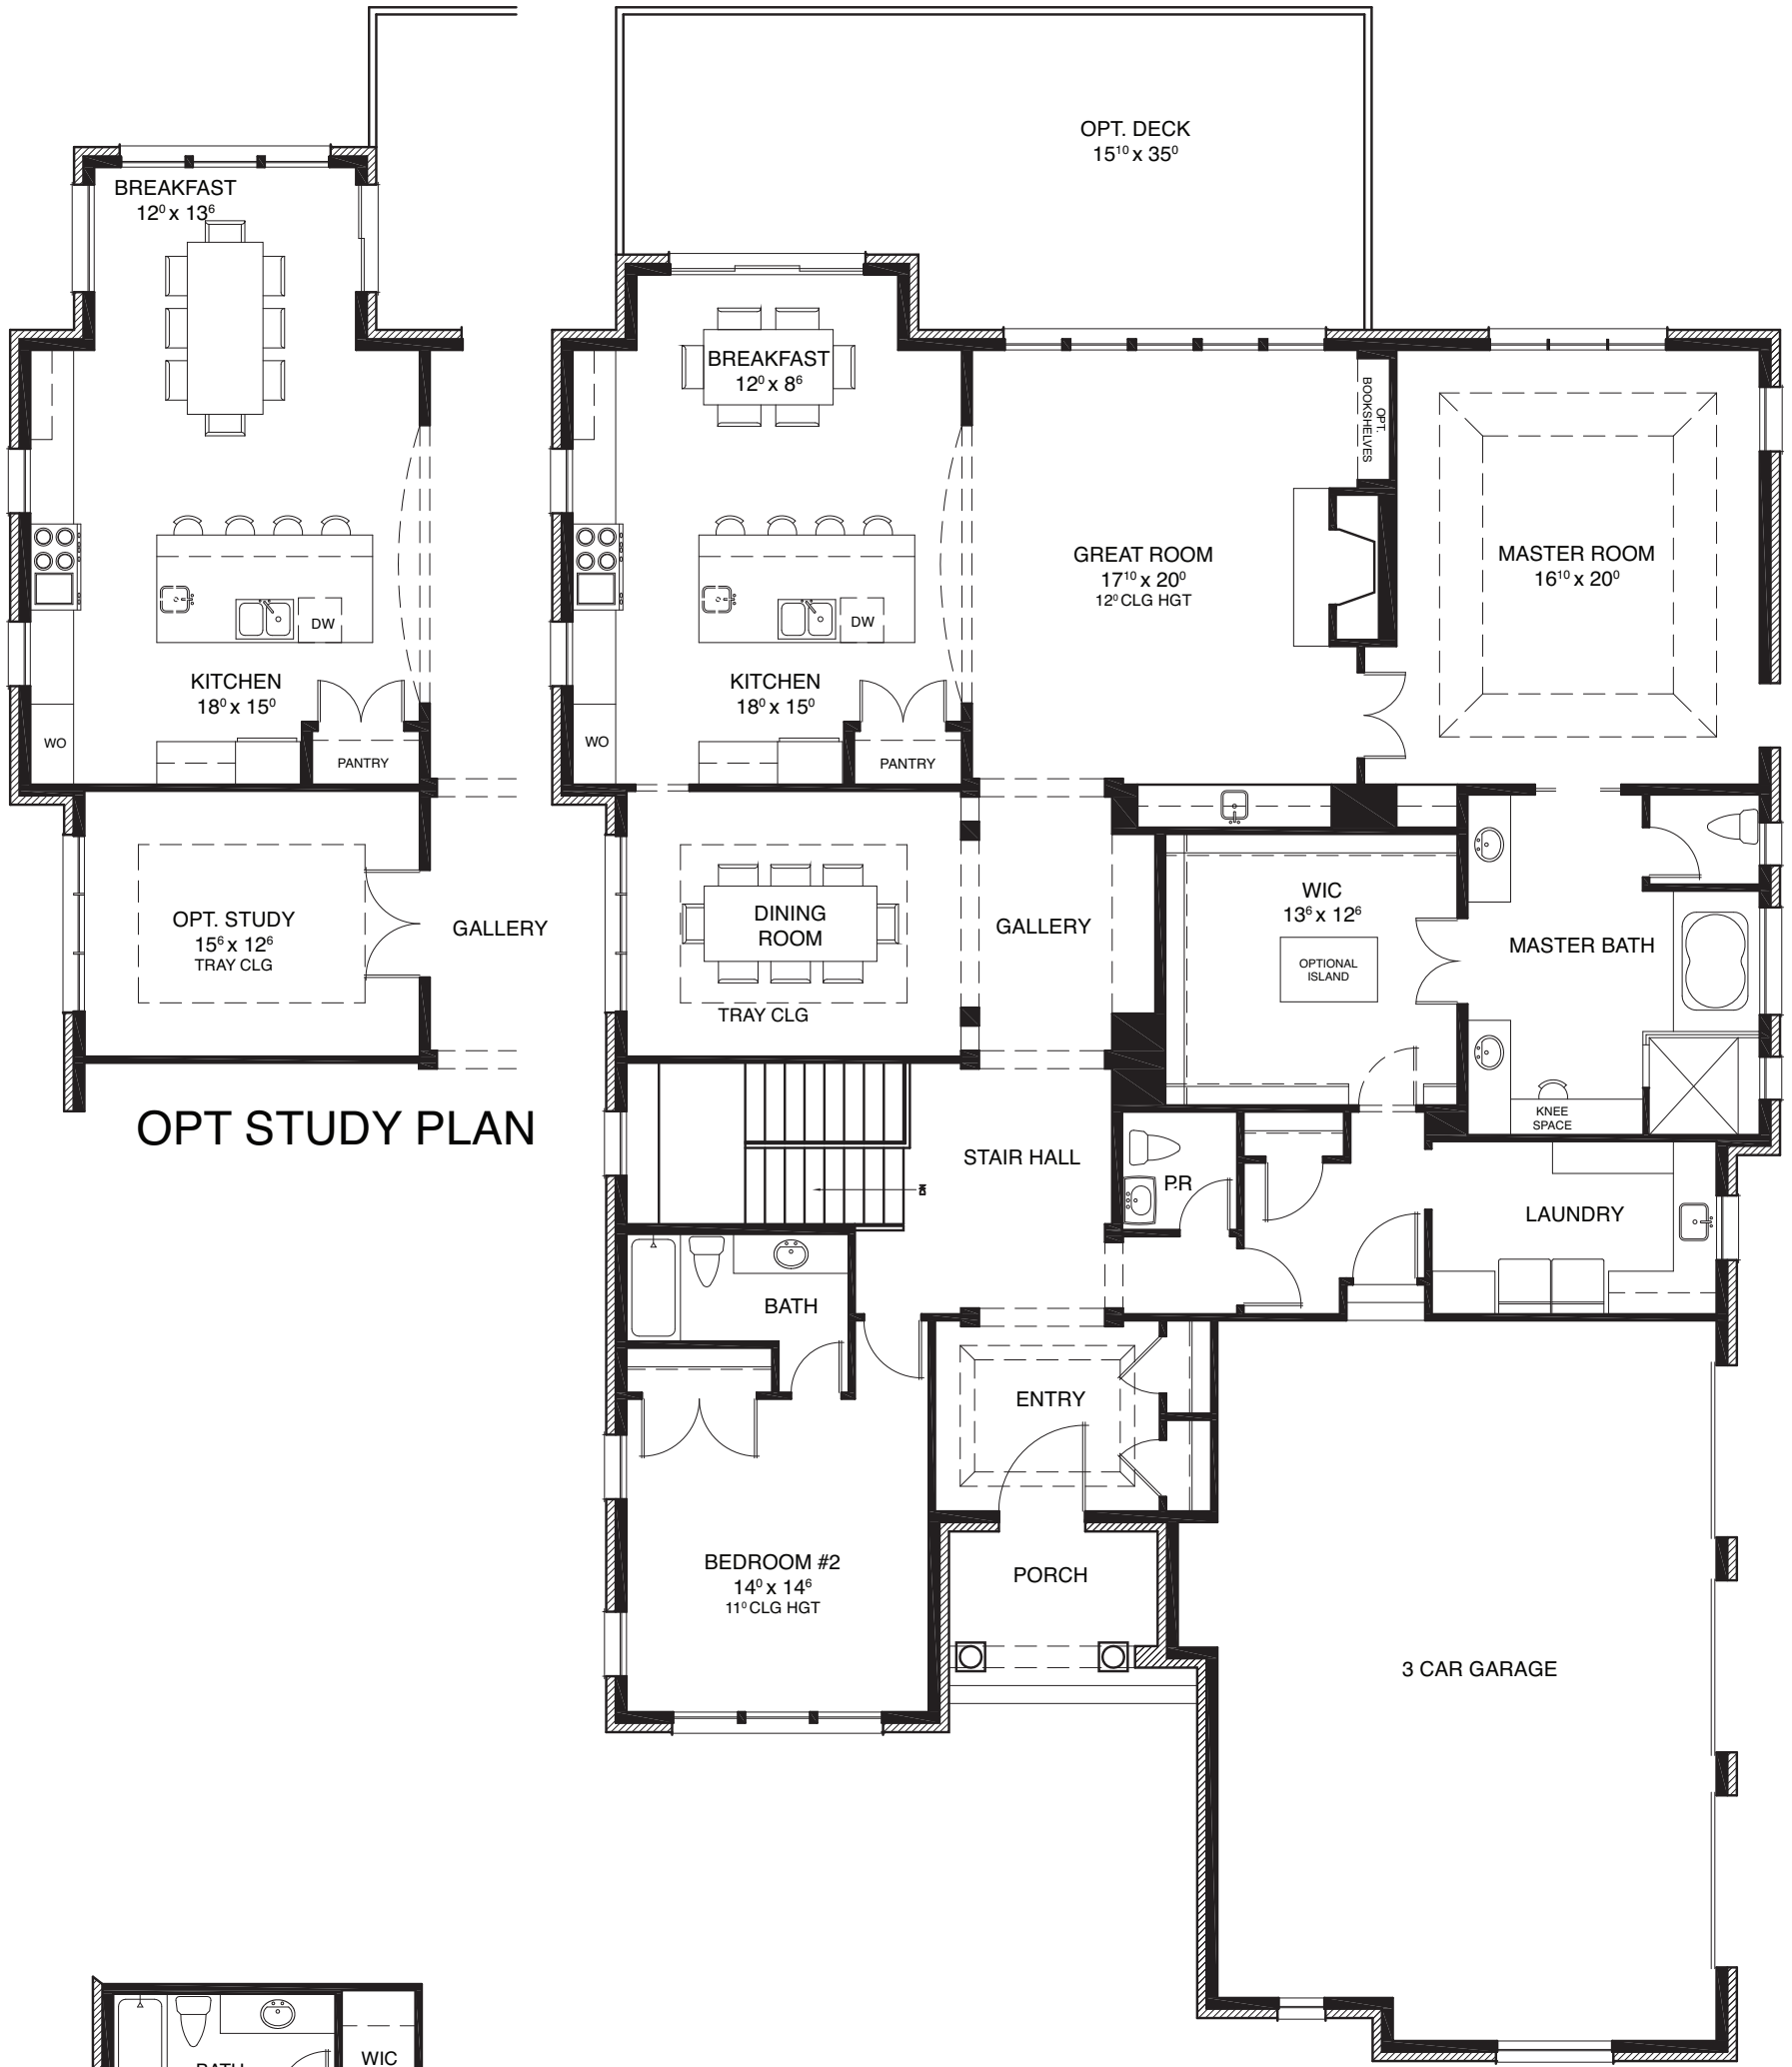 OPT. DECK
15¹⁰ x 35⁰
BREAKFAST
12⁰ x 13⁶
BREAKFAST
12⁰ x 8⁶
OPT.
BOOKSHELVES
GREAT ROOM
17¹⁰ x 20⁰
12⁰ CLG HGT
MASTER ROOM
16¹⁰ x 20⁰
DW
DW
KITCHEN
18⁰ x 15⁰
KITCHEN
18⁰ x 15⁰
WO
PANTRY
WO
PANTRY
OPT. STUDY
15⁶ x 12⁶
TRAY CLG
GALLERY
DINING
ROOM
TRAY CLG
GALLERY
WIC
13⁶ x 12⁶
OPTIONAL
ISLAND
MASTER BATH
KNEE
SPACE
OPT STUDY PLAN
STAIR HALL
DN
P.R
LAUNDRY
BATH
ENTRY
BEDROOM #2
14⁰ x 14⁶
11⁰ CLG HGT
PORCH
3 CAR GARAGE
WIC
BATH